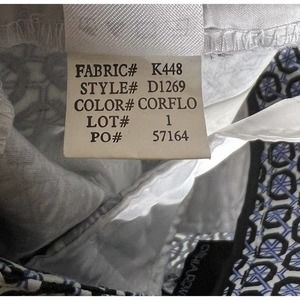 FABRIC# K448
STYLE# D1269
COLOR# CORFLO
LOT# 1
PO# 57164